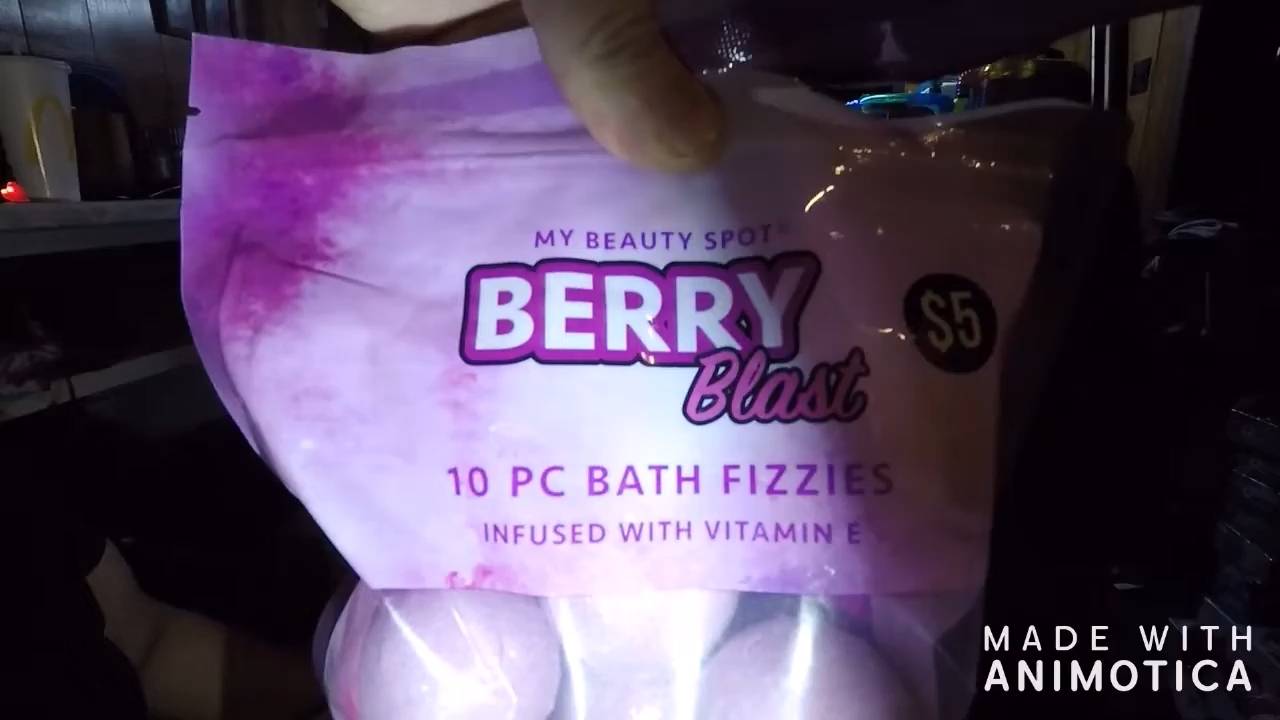 MY BEAUTY SPOT
BERRY
Blast
$5
10 PC BATH FIZZIES
INFUSED WITH VITAMIN E
MADE WITH
ANIMOTICA